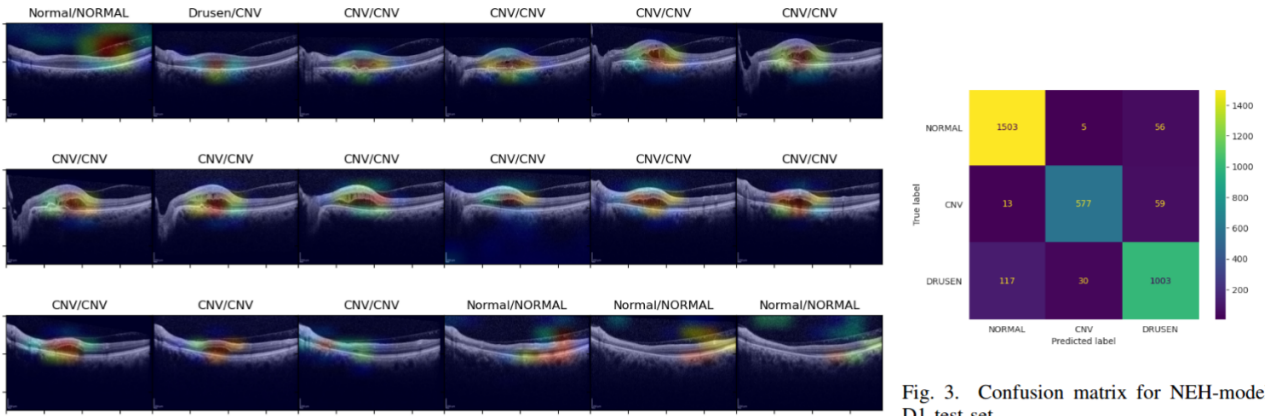 Normal/NORMAL Drusen/CNV CNV/CNV CNV/CNV CNV/CNV CNV/CNV
CNV/CNV CNV/CNV CNV/CNV CNV/CNV CNV/CNV CNV/CNV
CNV/CNV CNV/CNV CNV/CNV Normal/NORMAL Normal/NORMAL Normal/NORMAL
True label
NORMAL 1503 5 56
CNV 13 577 59
DRUSEN 117 30 1003
NORMAL CNV DRUSEN
Predicted label
1400
1200
1000
800
600
400
200
Fig. 3. Confusion matrix for NEH-mode
D1 test set